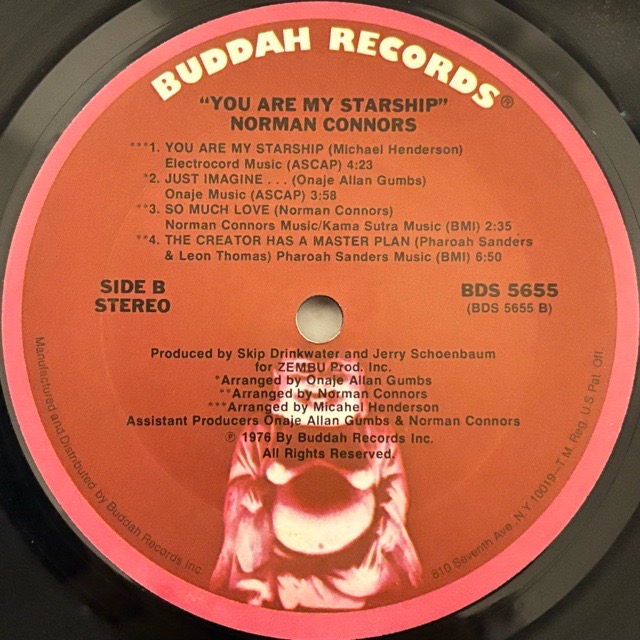 BUDDAH RECORDS®
"YOU ARE MY STARSHIP"
NORMAN CONNORS
***1. YOU ARE MY STARSHIP (Michael Henderson)
Electrocord Music (ASCAP) 4:23
*2. JUST IMAGINE . . . (Onaje Allan Gumbs)
Onaje Music (ASCAP) 3:58
**3. SO MUCH LOVE (Norman Connors)
Norman Connors Music/Kama Sutra Music (BMI) 2:35
**4. THE CREATOR HAS A MASTER PLAN (Pharoah Sanders
& Leon Thomas) Pharoah Sanders Music (BMI) 6:50
SIDE B
STEREO
BDS 5655
(BDS 5655 B)
Produced by Skip Drinkwater and Jerry Schoenbaum
for ZEMBU Prod. Inc.
*Arranged by Onaje Allan Gumbs
**Arranged by Norman Connors
***Arranged by Micahel Henderson
Assistant Producers Onaje Allan Gumbs & Norman Connors
℗ 1976 By Buddah Records Inc.
All Rights Reserved.
Manufactured and Distributed by Buddah Records Inc.
810 Seventh Ave. N.Y. 10019—T.M. Reg. U.S. Pat. Off